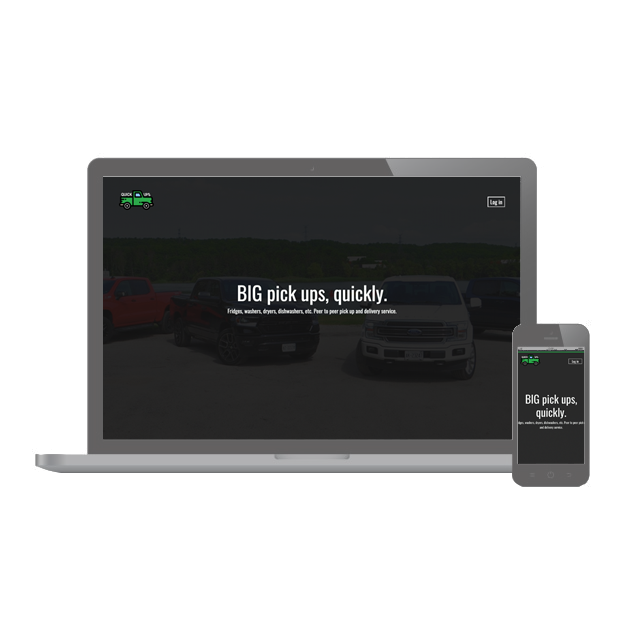 QUICK UPS
Log in
BIG pick ups, quickly.
Fridges, washers, dryers, dishwashers, etc. Peer to peer pick up and delivery service.
Log in
BIG pick ups,
quickly.
dges, washers, dryers, dishwashers, etc. Peer to peer pick
and delivery service.